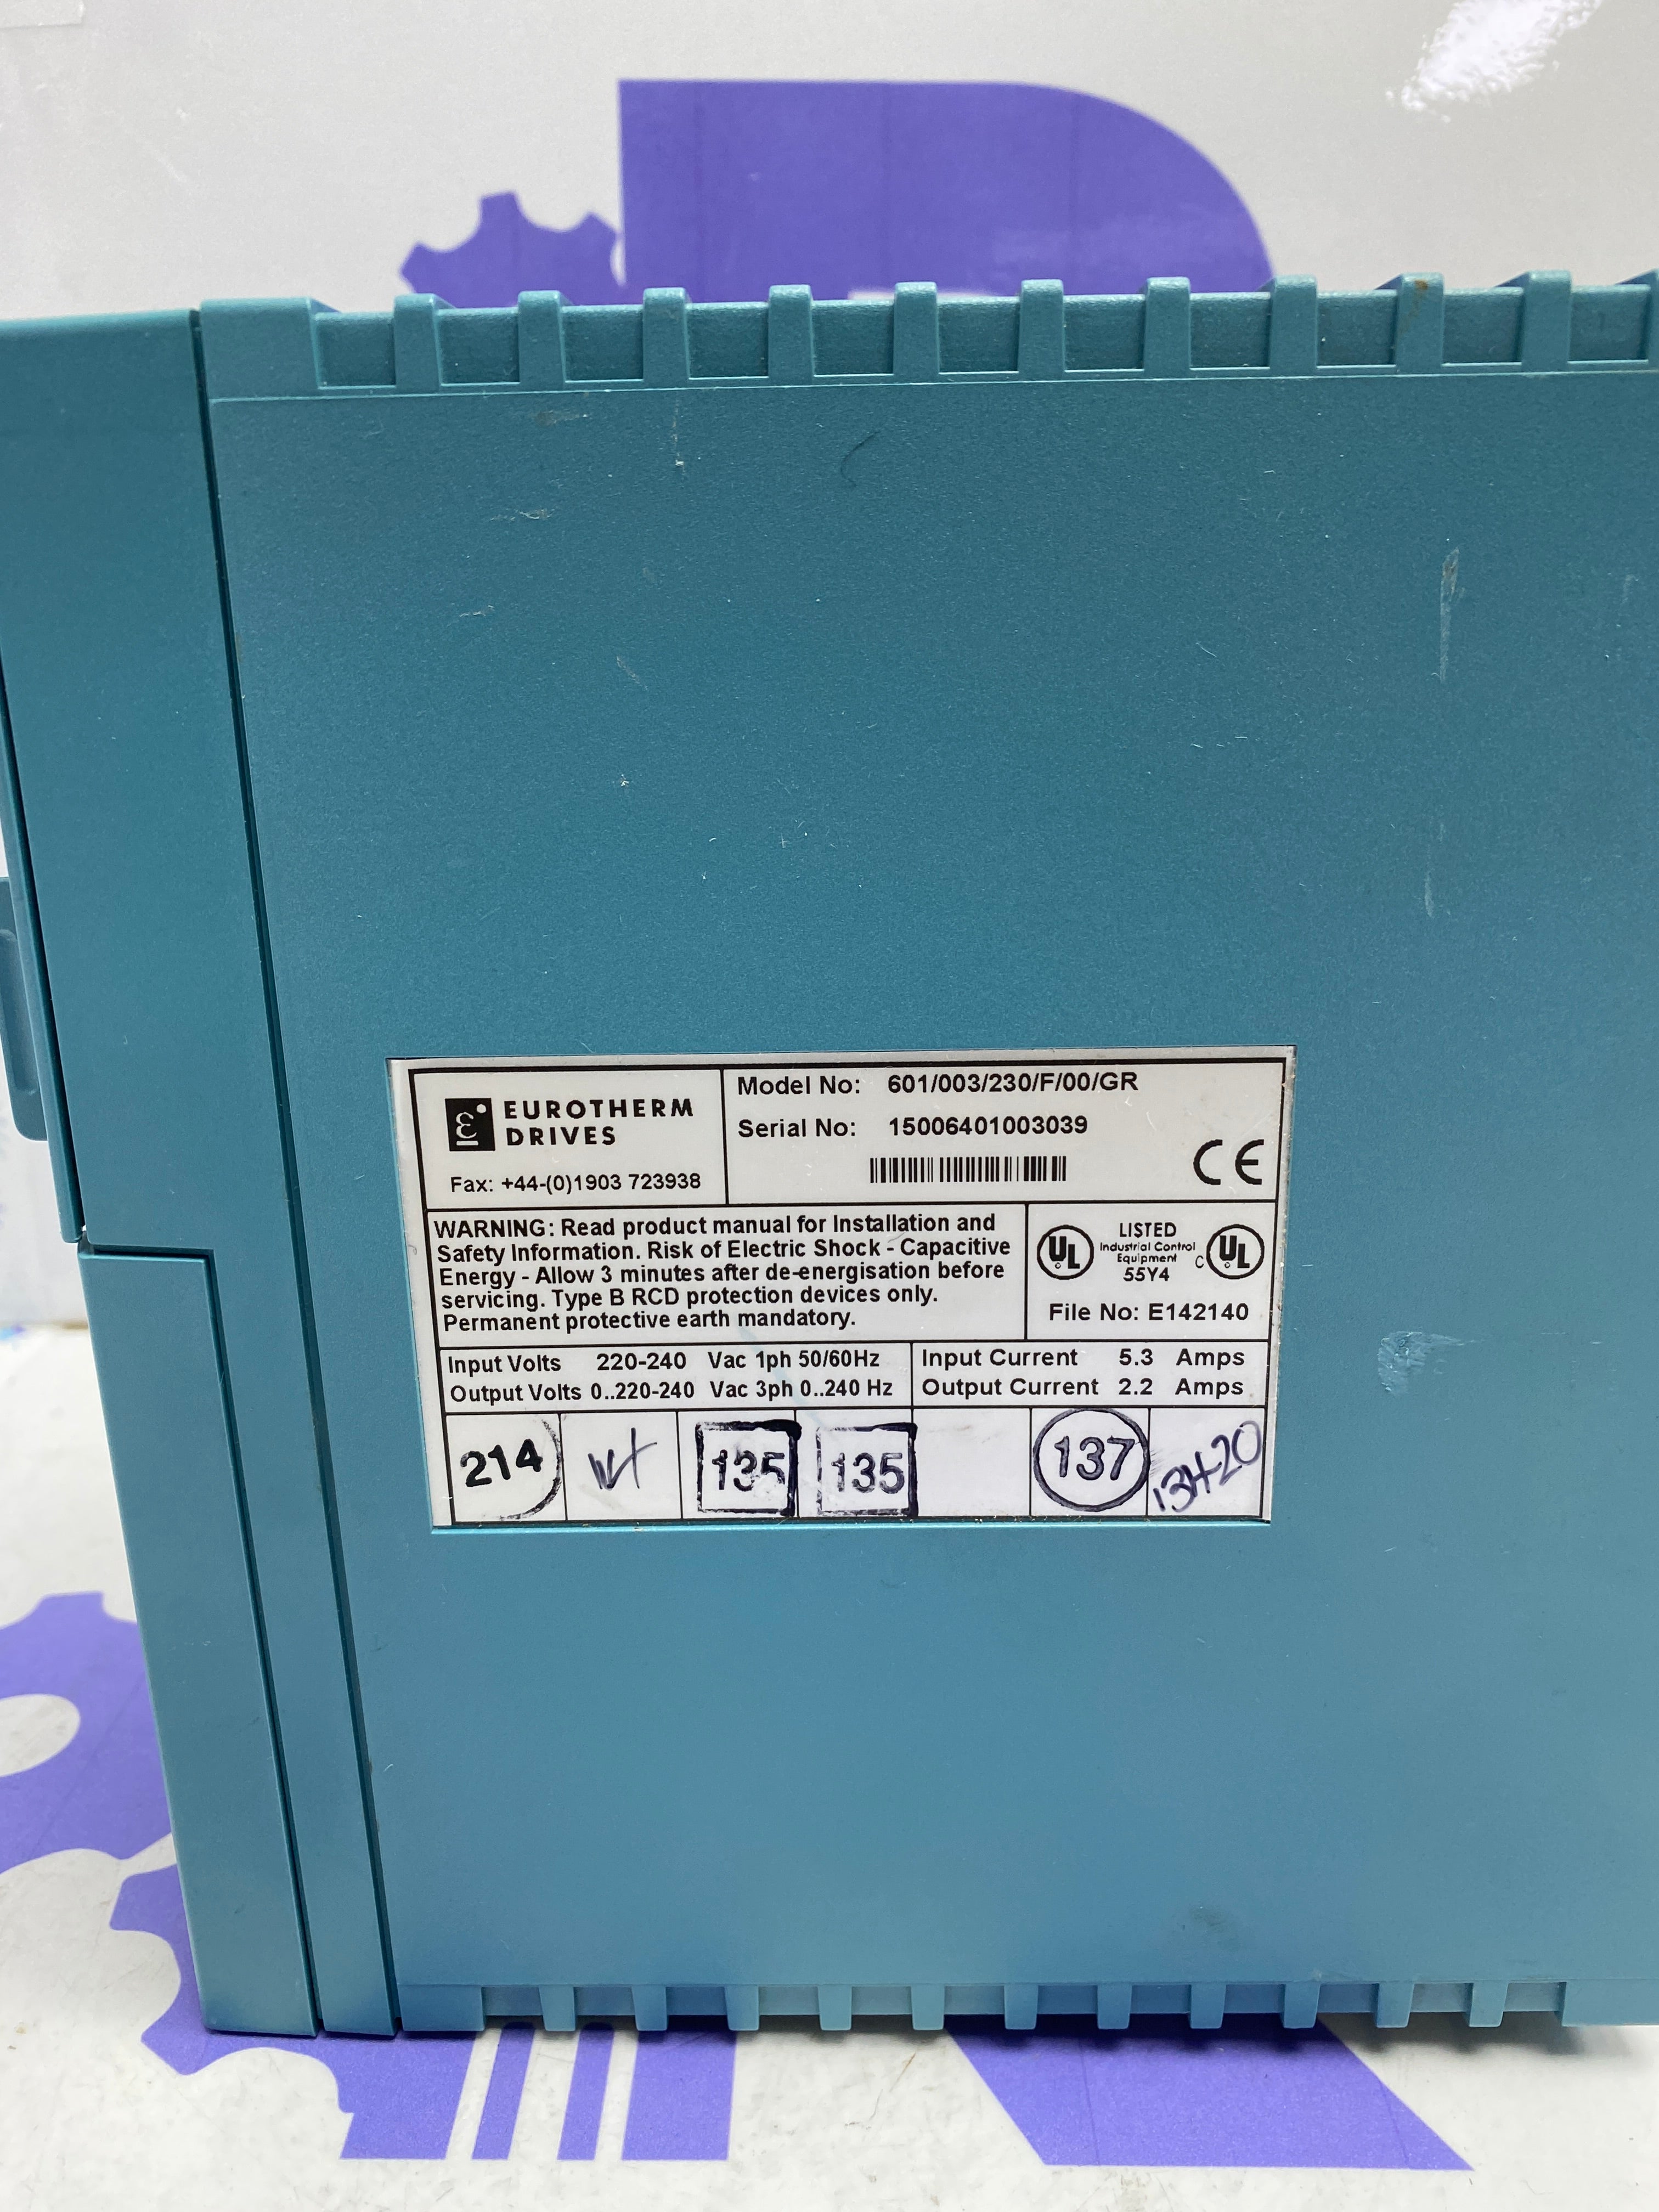 EUROTHERM
DRIVES
Fax: +44-(0)1903 723938
Model No: 601/003/230/F/00/GR
Serial No: 15006401003039
CE
WARNING: Read product manual for Installation and
Safety Information. Risk of Electric Shock - Capacitive
Energy - Allow 3 minutes after de-energisation before
servicing. Type B RCD protection devices only.
Permanent protective earth mandatory.
UL
LISTED
Industrial Control
Equipment
55Y4
C UL
File No: E142140
Input Volts 220-240 Vac 1ph 50/60Hz
Output Volts 0..220-240 Vac 3ph 0..240 Hz
Input Current 5.3 Amps
Output Current 2.2 Amps
214
135
135
137